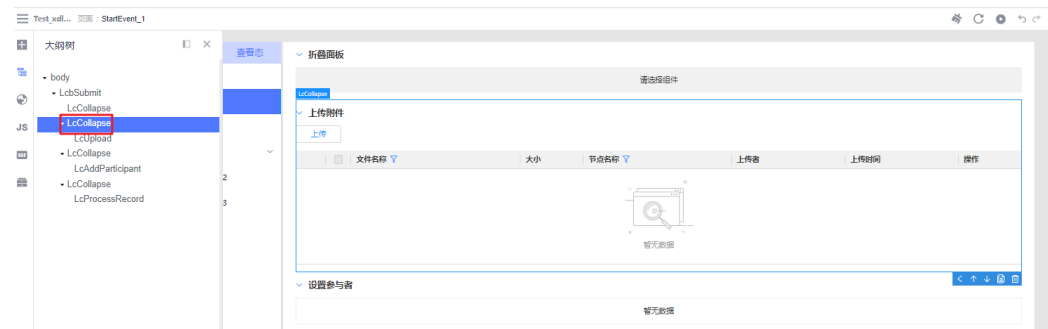 Test_xdl... 页面 : StartEvent_1
大纲树
body
LcbSubmit
LcCollapse
LcCollapse
LcUpload
LcCollapse
LcAddParticipant
LcCollapse
LcProcessRecord
JS
查看态
2
3
折叠面板
请选择组件
LcCollapse
上传附件
上传
文件名称 大小 节点名称 上传者 上传时间 操作
暂无数据
设置参与者
暂无数据